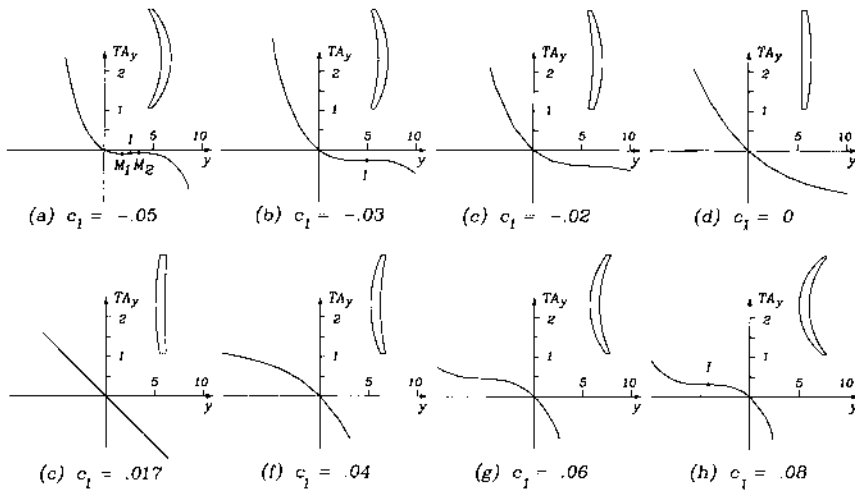 TAy TAy TAy TAy
2 2 2 2
1 1 1 1
I 5 10 5 10 5 10 5 10
M1 M2 y I y y y
(a) c1 = -.05 (b) c1 = -.03 (c) c1 = -.02 (d) c1 = 0
TAy TAy TAy TAy
2 2 2 2
1 1 1 I 1
5 10 5 10 5 10 5 10
y y y y
(e) c1 = .017 (f) c1 = .04 (g) c1 = .06 (h) c1 = .08